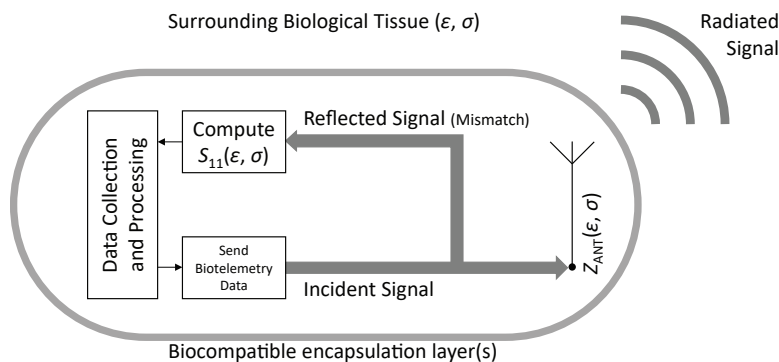 Surrounding Biological Tissue (ε, σ)
Radiated
Signal
Data Collection
and Processing
Compute
S₁₁(ε, σ)
Reflected Signal (Mismatch)
Send
Biotelemetry
Data
Incident Signal
Z_ANT(ε, σ)
Biocompatible encapsulation layer(s)